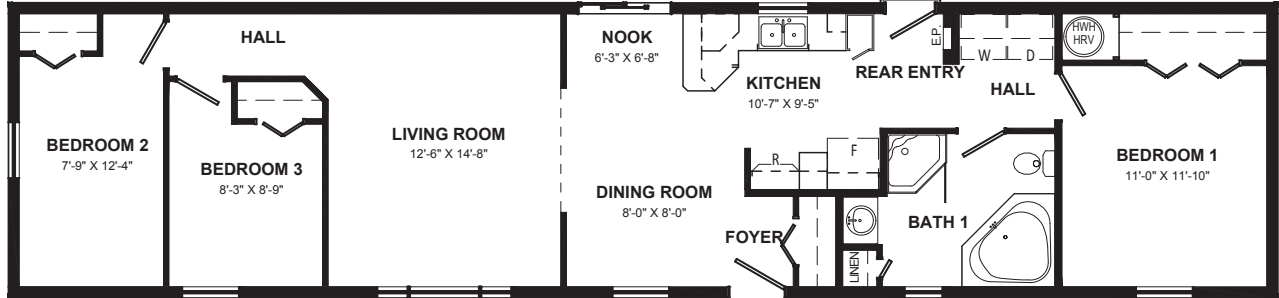 BEDROOM 2
7'-9" X 12'-4"
HALL
BEDROOM 3
8'-3" X 8'-9"
LIVING ROOM
12'-6" X 14'-8"
NOOK
6'-3" X 6'-8"
KITCHEN
10'-7" X 9'-5"
DINING ROOM
8'-0" X 8'-0"
FOYER
R
F
REAR ENTRY
E.P.
W
D
HALL
HWH
HRV
BATH 1
LINEN
BEDROOM 1
11'-0" X 11'-10"